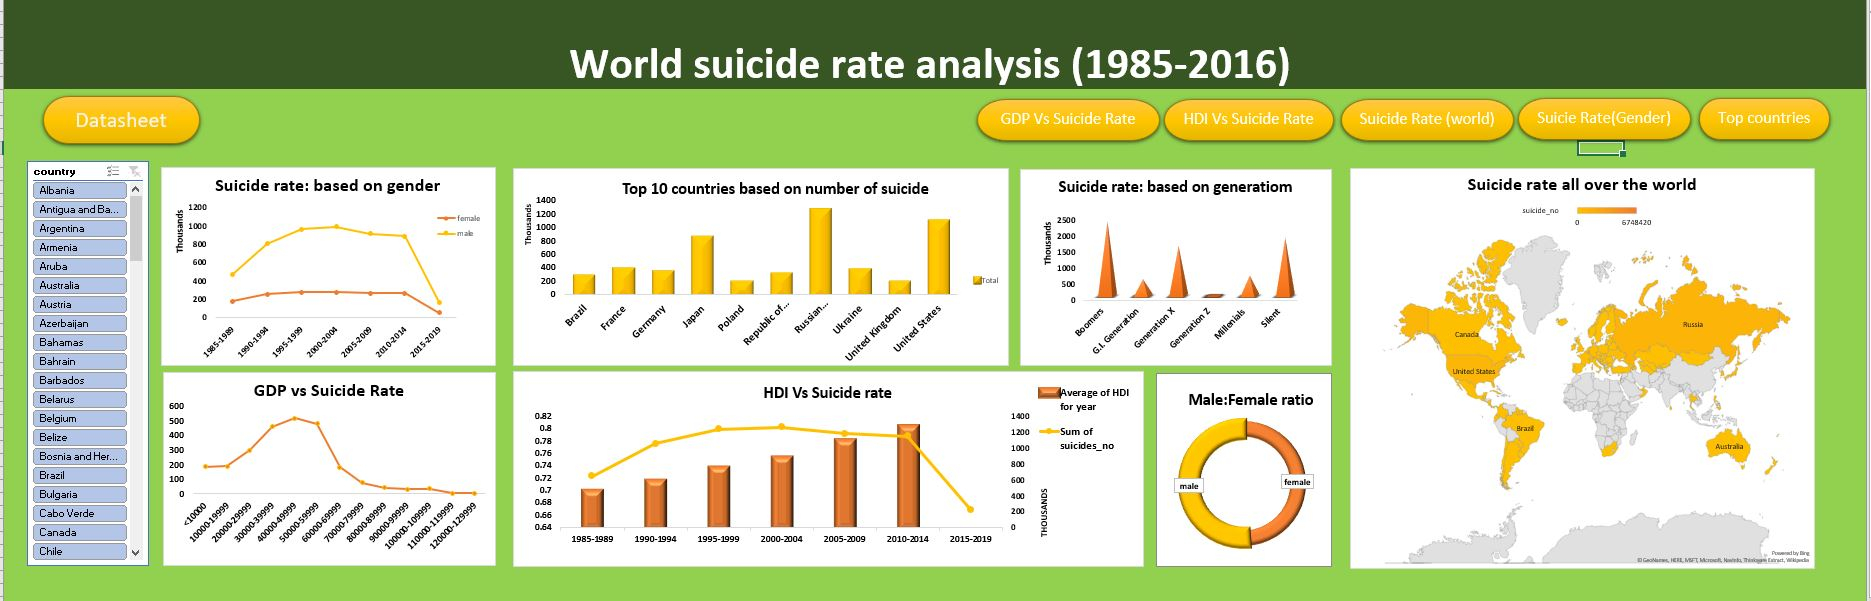 World suicide rate analysis (1985-2016)
Datasheet
GDP Vs Suicide Rate
HDI Vs Suicide Rate
Suicide Rate (world)
Suicie Rate(Gender)
Top countries
country
Albania
Antigua and Ba...
Argentina
Armenia
Aruba
Australia
Austria
Azerbaijan
Bahamas
Bahrain
Barbados
Belarus
Belgium
Belize
Bosnia and Her...
Brazil
Bulgaria
Cabo Verde
Canada
Chile
Suicide rate: based on gender
Thousands
1200
1000
800
600
400
200
0
1985-1989
1990-1994
1995-1999
2000-2004
2005-2009
2010-2014
2015-2019
female
male
Top 10 countries based on number of suicide
Thousands
1400
1200
1000
800
600
400
200
0
Brazil
France
Germany
Japan
Poland
Republic of...
Russian...
Ukraine
United Kingdom
United States
Total
Suicide rate: based on generatiom
Thousands
2500
2000
1500
1000
500
0
Boomers
G.I. Generation
Generation X
Generation Z
Millenials
Silent
Suicide rate all over the world
suicide_no
0
6748420
Canada
United States
Brazil
Russia
Australia
Powered by Bing
© GeoNames, HERE, MSFT, Microsoft, NavInfo, Thinkware Extract, Wikipedia
GDP vs Suicide Rate
600
500
400
300
200
100
0
<10000
10000-19999
20000-29999
30000-39999
40000-49999
50000-59999
60000-69999
70000-79999
80000-89999
90000-99999
100000-109999
110000-119999
120000-129999
HDI Vs Suicide rate
0.82
0.8
0.78
0.76
0.74
0.72
0.7
0.68
0.66
0.64
1985-1989
1990-1994
1995-1999
2000-2004
2005-2009
2010-2014
2015-2019
1400
1200
1000
800
600
400
200
0
THOUSANDS
Average of HDI
for year
Sum of
suicides_no
Male:Female ratio
male
female